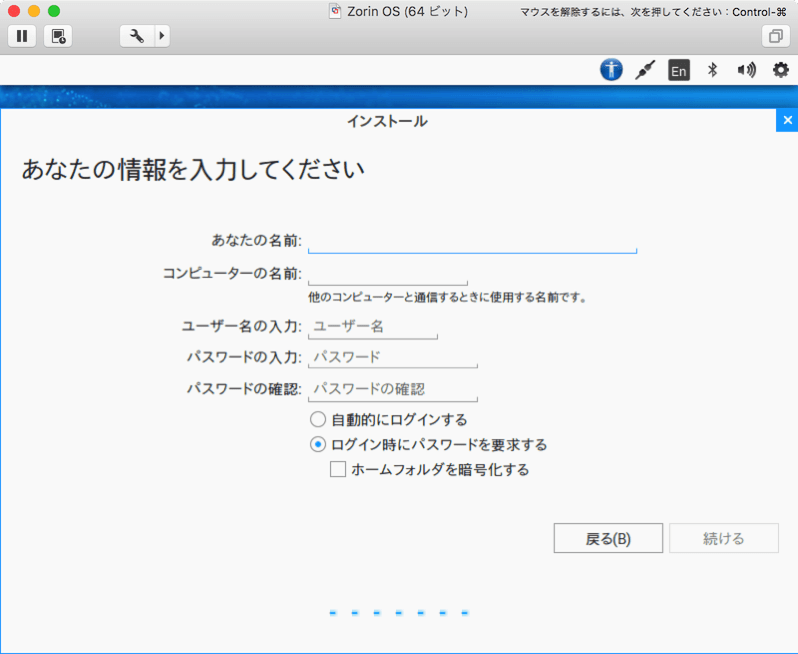 Zorin OS (64 ビット)
マウスを解除するには、次を押してください：Control-⌘
En
インストール
あなたの情報を入力してください
あなたの名前:
コンピューターの名前:
他のコンピューターと通信するときに使用する名前です。
ユーザー名の入力: ユーザー名
パスワードの入力: パスワード
パスワードの確認: パスワードの確認
自動的にログインする
ログイン時にパスワードを要求する
ホームフォルダを暗号化する
戻る(B) 続ける